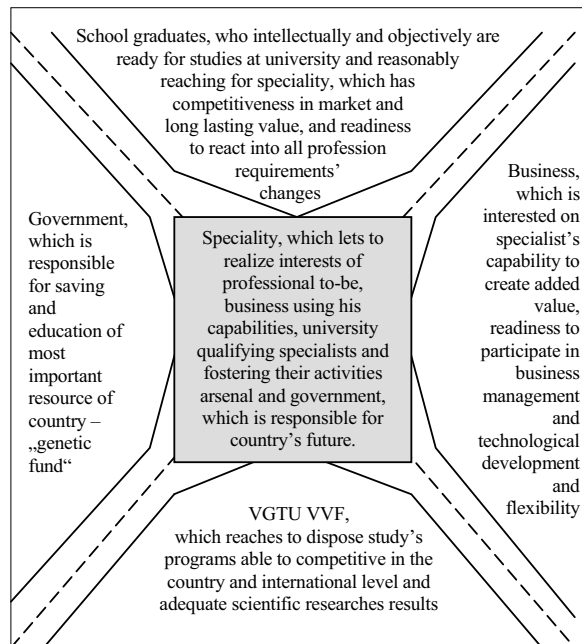 School graduates, who intellectually and objectively are
ready for studies at university and reasonably
reaching for speciality, which has
competitiveness in market and
long lasting value, and readiness
to react into all profession
requirements’
changes
Government,
which is
responsible
for saving
and
education of
most
important
resource of
country –
„genetic
fund“
Speciality, which lets to
realize interests of
professional to-be,
business using his
capabilities, university
qualifying specialists and
fostering their activities
arsenal and government,
which is responsible for
country’s future.
Business,
which is
interested on
specialist’s
capability to
create added
value,
readiness to
participate in
business
management
and
technological
development
and
flexibility
VGTU VVF,
which reaches to dispose study’s
programs able to competitive in the
country and international level and
adequate scientific researches results